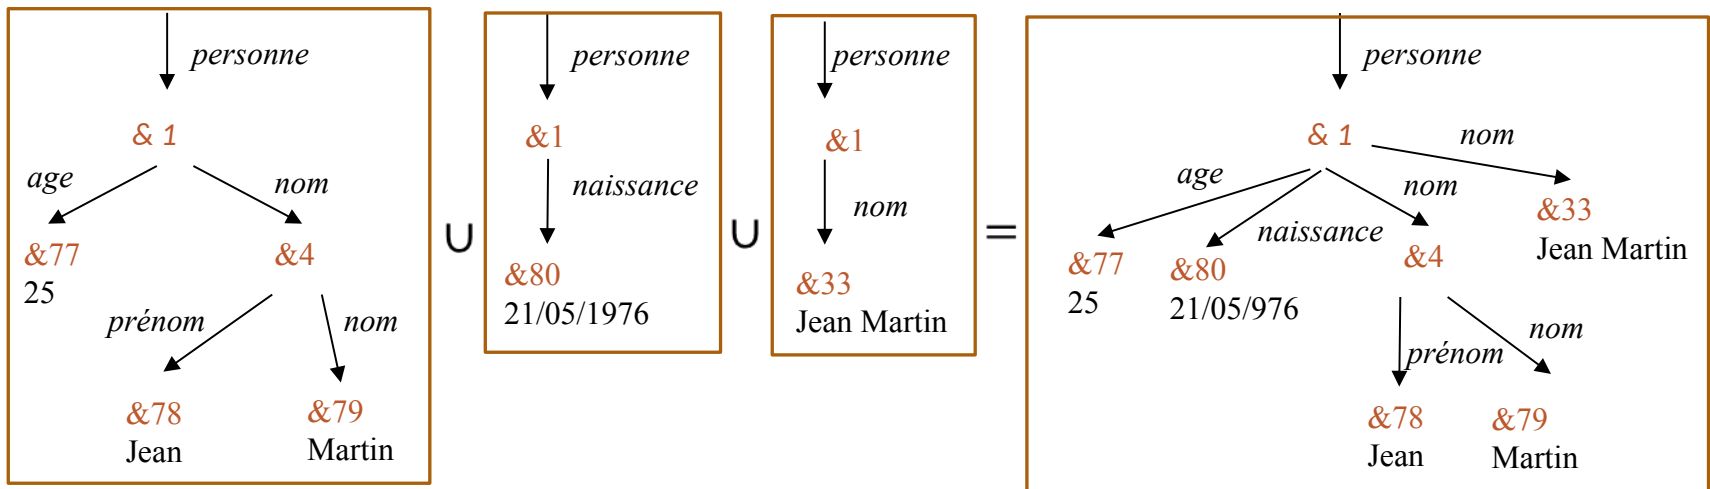 personne
& 1
age
nom
&77
25
&4
prénom
nom
&78
Jean
&79
Martin
∪
personne
&1
naissance
&80
21/05/1976
∪
personne
&1
nom
&33
Jean Martin
=
personne
& 1
nom
age
nom
naissance
&33
Jean Martin
&77
25
&80
21/05/976
&4
prénom
nom
&78
Jean
&79
Martin